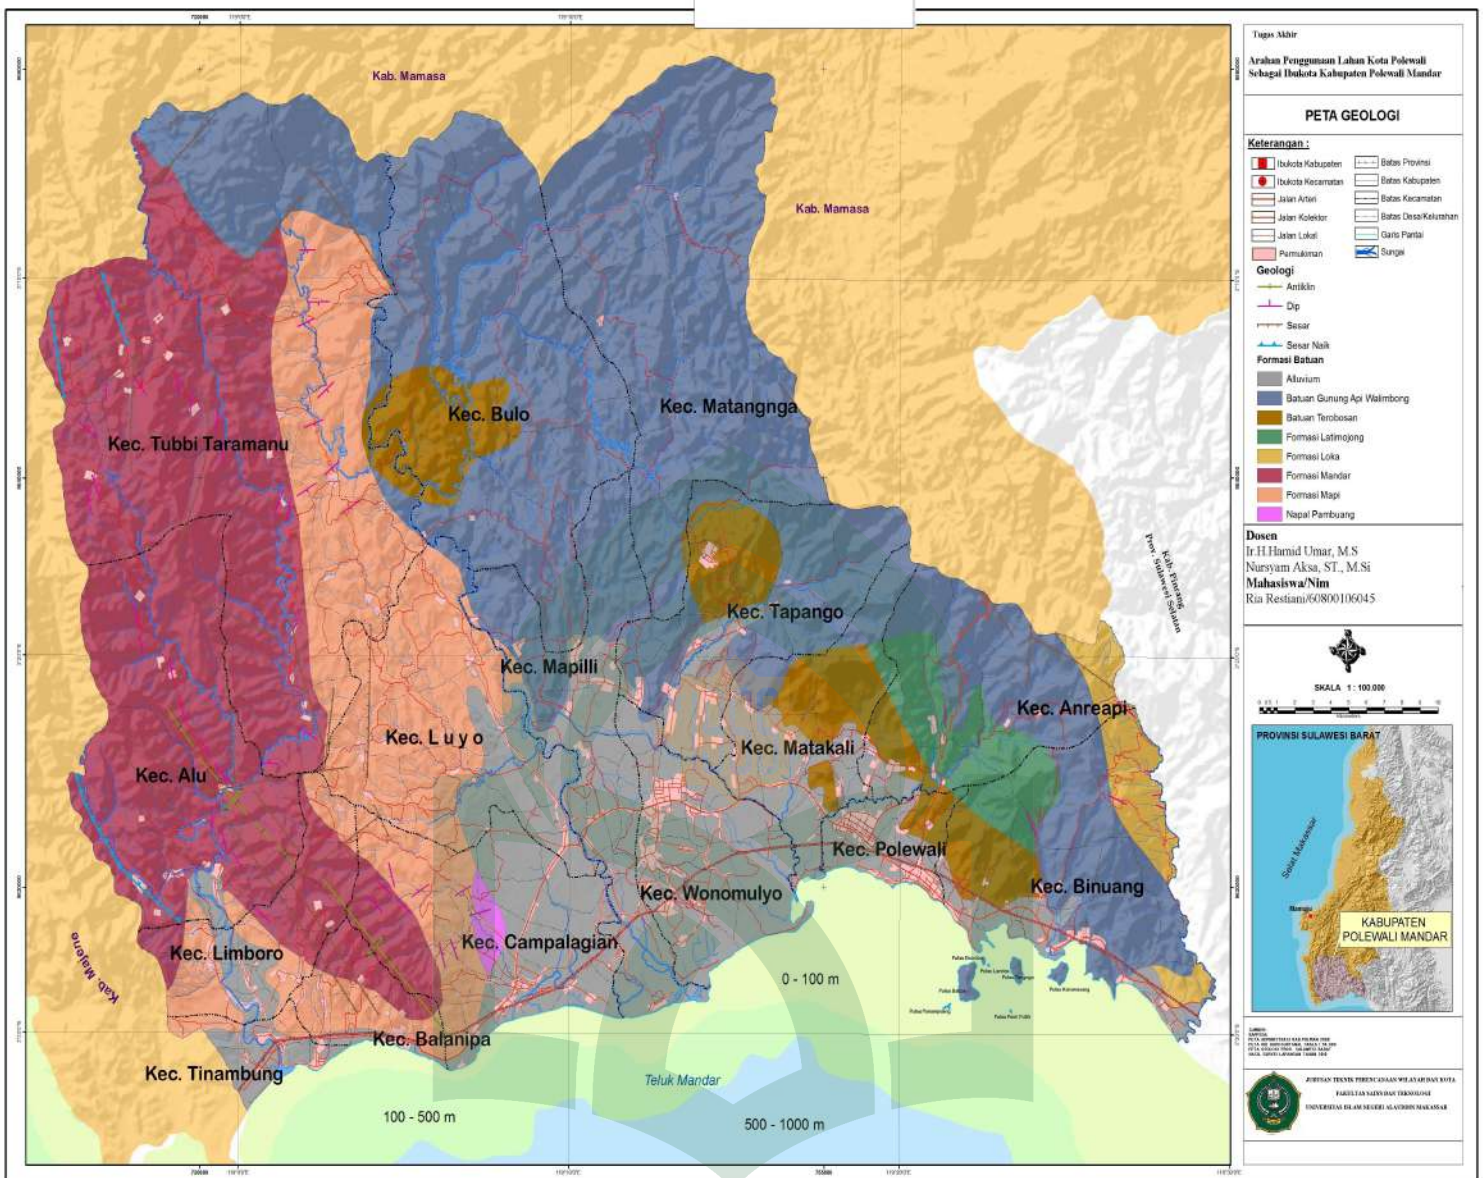 Tugas Akhir
Arahan Penggunaan Lahan Kota Polewali
Sebagai Ibukota Kabupaten Polewali Mandar
PETA GEOLOGI
Keterangan :
Ibukota Kabupaten
Batas Provinsi
Ibukota Kecamatan
Batas Kabupaten
Jalan Arteri
Batas Kecamatan
Jalan Kolektor
Batas Desa/Kelurahan
Jalan Lokal
Garis Pantai
Permukiman
Sungai
Geologi
Antiklin
Dip
Sesar
Sesar Naik
Formasi Batuan
Alluvium
Batuan Gunung Api Walimbong
Batuan Terobosan
Formasi Latimojong
Formasi Loka
Formasi Mandar
Formasi Mapi
Napal Pambuang
Dosen
Ir.H.Hamid Umar, M.S
Nursyam Aksa, ST., M.Si
Mahasiswa/Nim
Ria Restiani/60800106045
SKALA 1 : 100.000
PROVINSI SULAWESI BARAT
Selat Makassar
Mamuju
KABUPATEN
POLEWALI MANDAR
JURUSAN TEKNIK PERENCANAAN WILAYAH DAN KOTA
FAKULTAS SAINS DAN TEKNOLOGI
UNIVERSITAS ISLAM NEGERI ALAUDDIN MAKASSAR
Kab. Mamasa
Kab. Mamasa
Kec. Bulo
Kec. Matangnga
Kec. Tubbi Taramanu
Kab. Pinrang
Prov. Sulawesi Selatan
Kec. Tapango
Kec. Mapilli
Kec. Anreapi
Kec. L u y o
Kec. Matakali
Kec. Alu
Kec. Polewali
Kec. Wonomulyo
Kec. Binuang
Kec. Campalagian
Kec. Limboro
Kab. Majene
0 - 100 m
Kec. Balanipa
Kec. Tinambung
Teluk Mandar
100 - 500 m
500 - 1000 m